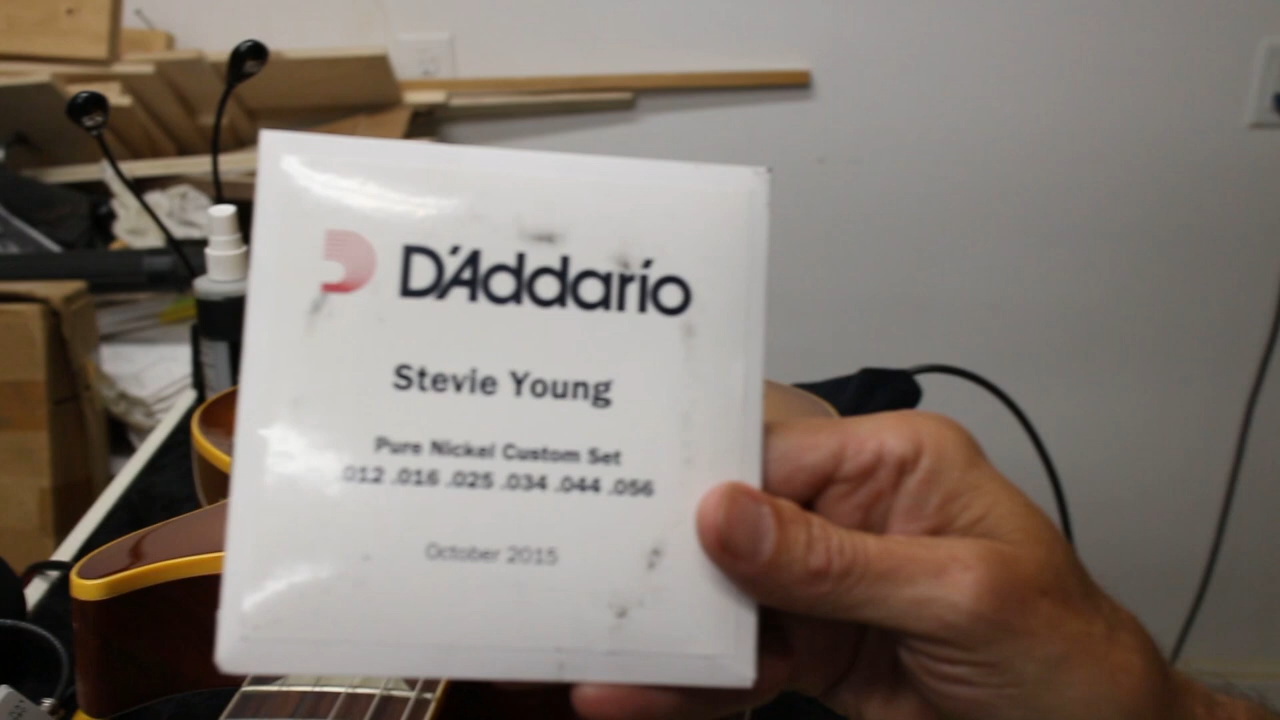 D'Addario
Stevie Young
Pure Nickel Custom Set
.012 .016 .025 .034 .044 .056
October 2015